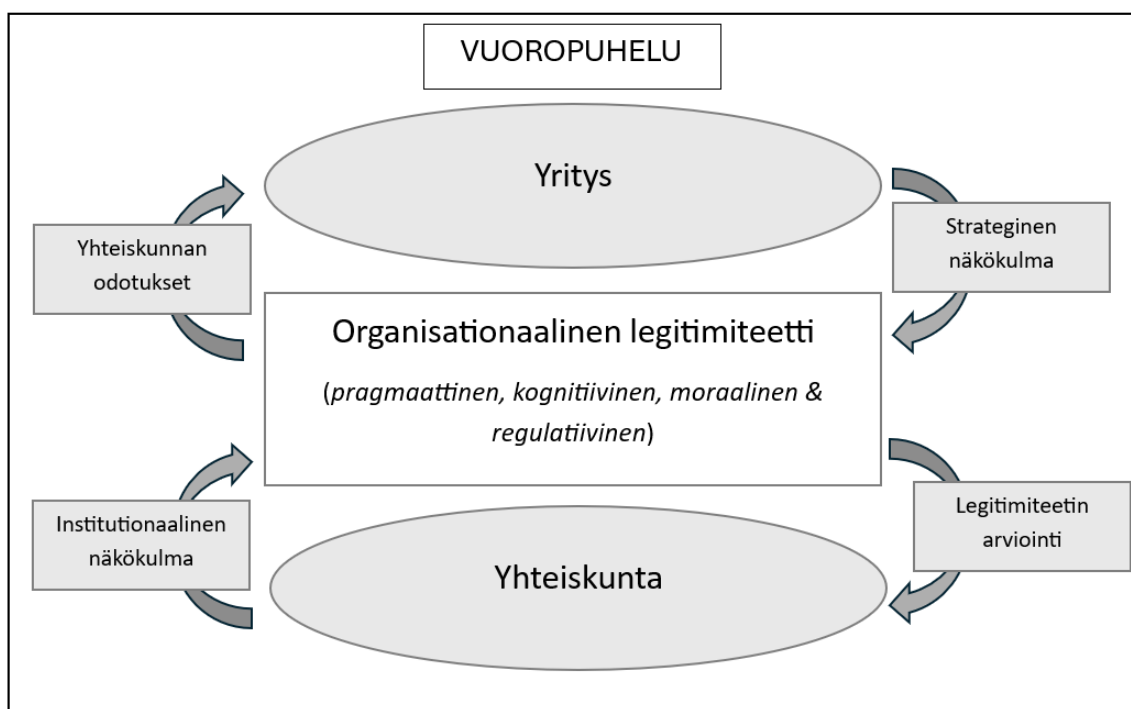 VUOROPUHELU
Yritys
Yhteiskunnan
odotukset
Strateginen
näkökulma
Organisationaalinen legitimiteetti
(pragmaattinen, kognitiivinen, moraalinen &
regulatiivinen)
Institutionaalinen
näkökulma
Legitimiteetin
arviointi
Yhteiskunta